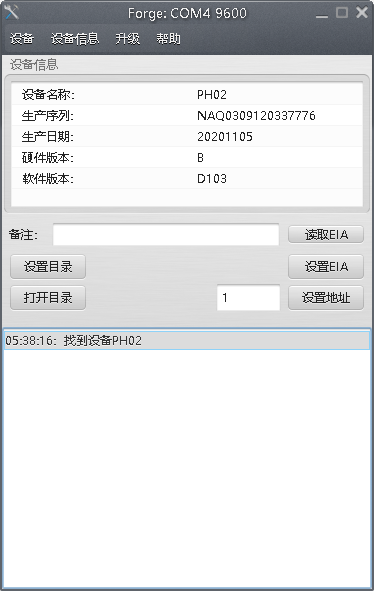 Forge: COM4 9600
设备 设备信息 升级 帮助
设备信息
设备名称: PH02
生产序列: NAQ0309120337776
生产日期: 20201105
硬件版本: B
软件版本: D103
备注: 读取EIA
设置目录 设置EIA
打开目录 1 设置地址
05:38:16: 找到设备PH02